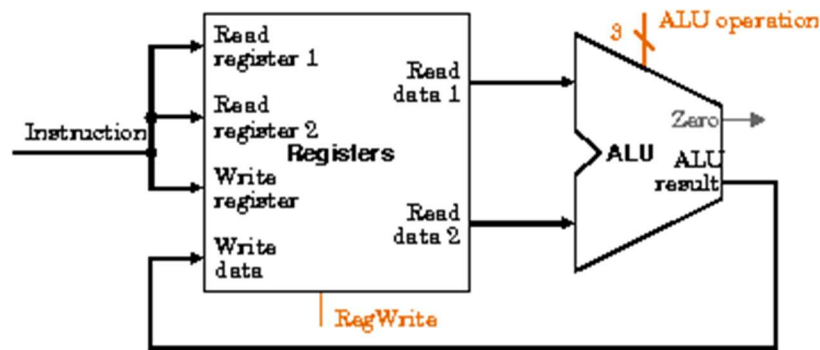 Read
register 1
Read
register 2
Instruction
Registers
Write
register
Write
data
Read
data 1
Read
data 2
RegWrite
3
ALU operation
Zero
ALU
ALU
result